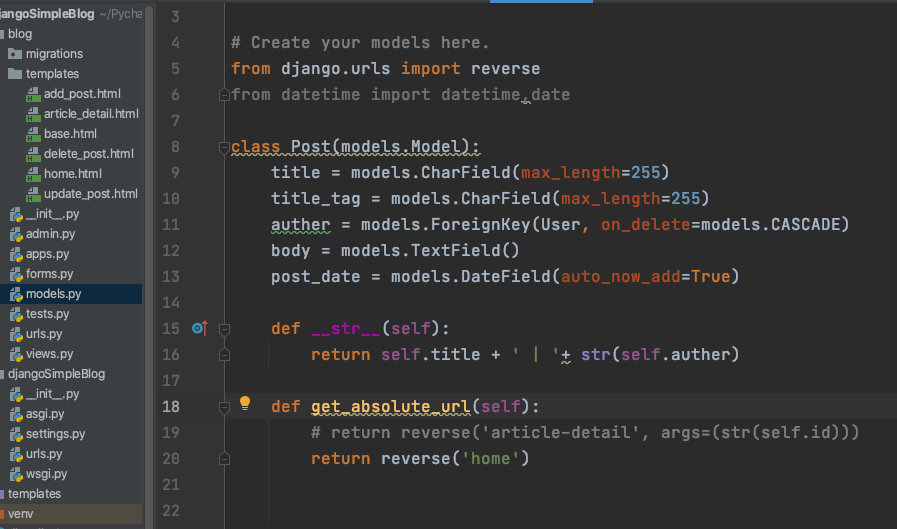 djangoSimpleBlog ~/Pycha
blog
migrations
templates
add_post.html
article_detail.html
base.html
delete_post.html
home.html
update_post.html
__init__.py
admin.py
apps.py
forms.py
models.py
tests.py
urls.py
views.py
djangoSimpleBlog
__init__.py
asgi.py
settings.py
urls.py
wsgi.py
templates
venv
3
4 # Create your models here.
5 from django.urls import reverse
6 from datetime import datetime,date
7
8 class Post(models.Model):
9 title = models.CharField(max_length=255)
10 title_tag = models.CharField(max_length=255)
11 auther = models.ForeignKey(User, on_delete=models.CASCADE)
12 body = models.TextField()
13 post_date = models.DateField(auto_now_add=True)
14
15 def __str__(self):
16 return self.title + ' | '+ str(self.auther)
17
18 def get_absolute_url(self):
19 # return reverse('article-detail', args=(str(self.id)))
20 return reverse('home')
21
22